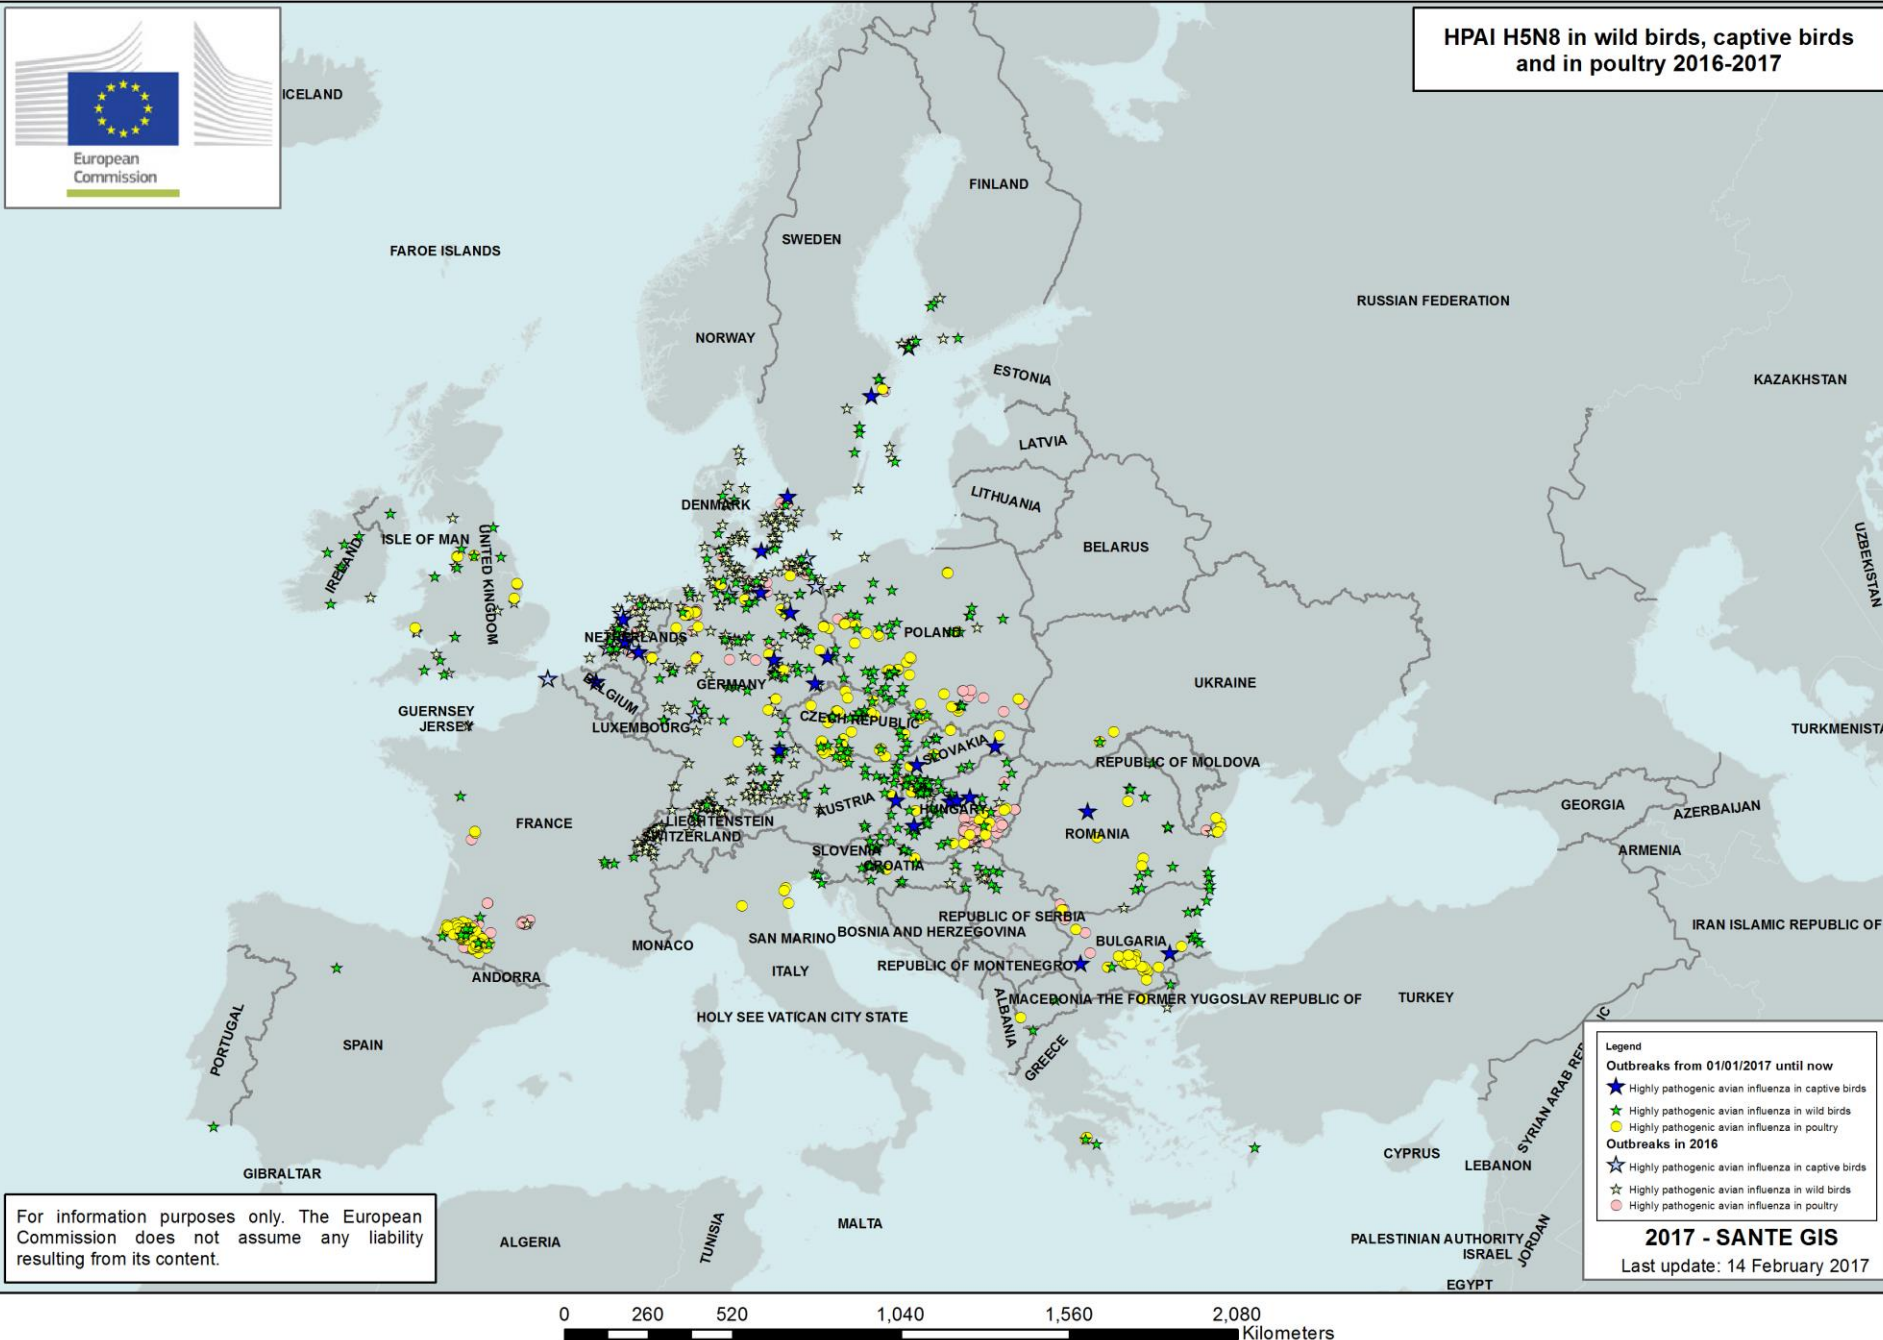 HPAI H5N8 in wild birds, captive birds
and in poultry 2016-2017
European
Commission
ICELAND
FINLAND
SWEDEN
FAROE ISLANDS
RUSSIAN FEDERATION
NORWAY
ESTONIA
KAZAKHSTAN
LATVIA
LITHUANIA
DENMARK
ISLE OF MAN
UNITED KINGDOM
IRELAND
BELARUS
UZBEKISTAN
NETHERLANDS
POLAND
GERMANY
BELGIUM
UKRAINE
GUERNSEY
JERSEY
LUXEMBOURG
CZECH REPUBLIC
TURKMENISTA
SLOVAKIA
REPUBLIC OF MOLDOVA
AUSTRIA
HUNGARY
GEORGIA
AZERBAIJAN
FRANCE
LIECHTENSTEIN
SWITZERLAND
ROMANIA
SLOVENIA
CROATIA
ARMENIA
REPUBLIC OF SERBIA
BOSNIA AND HERZEGOVINA
IRAN ISLAMIC REPUBLIC OF
MONACO
SAN MARINO
BULGARIA
ANDORRA
ITALY
REPUBLIC OF MONTENEGRO
MACEDONIA THE FORMER YUGOSLAV REPUBLIC OF
TURKEY
ALBANIA
HOLY SEE VATICAN CITY STATE
PORTUGAL
SPAIN
GREECE
SYRIAN ARAB REP IC
GIBRALTAR
CYPRUS
LEBANON
MALTA
ALGERIA
TUNISIA
PALESTINIAN AUTHORITY
ISRAEL
JORDAN
EGYPT
Legend
Outbreaks from 01/01/2017 until now
Highly pathogenic avian influenza in captive birds
Highly pathogenic avian influenza in wild birds
Highly pathogenic avian influenza in poultry
Outbreaks in 2016
Highly pathogenic avian influenza in captive birds
Highly pathogenic avian influenza in wild birds
Highly pathogenic avian influenza in poultry
2017 - SANTE GIS
Last update: 14 February 2017
For information purposes only. The European
Commission does not assume any liability
resulting from its content.
0 260 520 1,040 1,560 2,080
Kilometers